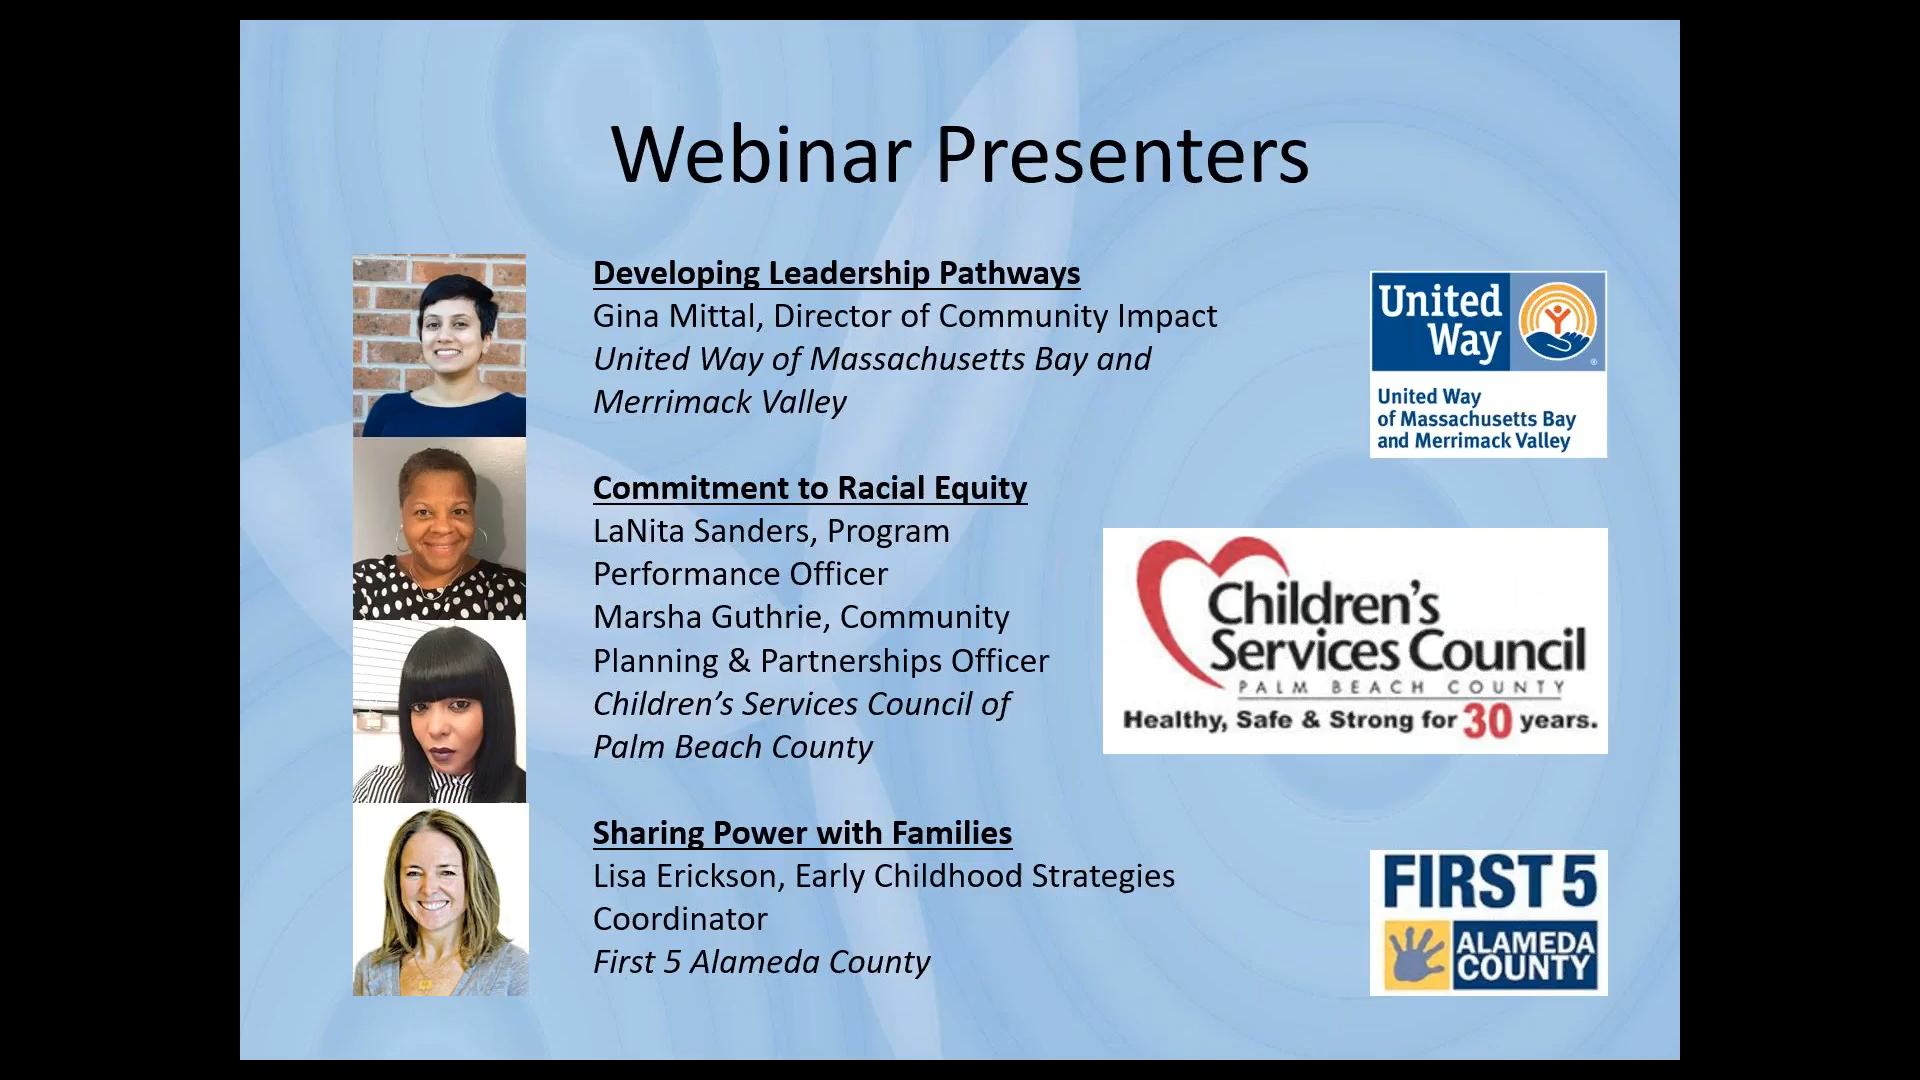 Webinar Presenters
Developing Leadership Pathways
Gina Mittal, Director of Community Impact
United Way of Massachusetts Bay and
Merrimack Valley
United
Way
®
United Way
of Massachusetts Bay
and Merrimack Valley
Commitment to Racial Equity
LaNita Sanders, Program
Performance Officer
Marsha Guthrie, Community
Planning & Partnerships Officer
Children's Services Council of
Palm Beach County
Children's
Services Council
PALM BEACH COUNTY
Healthy, Safe & Strong for 30 years.
Sharing Power with Families
Lisa Erickson, Early Childhood Strategies
Coordinator
First 5 Alameda County
FIRST 5
ALAMEDA
COUNTY